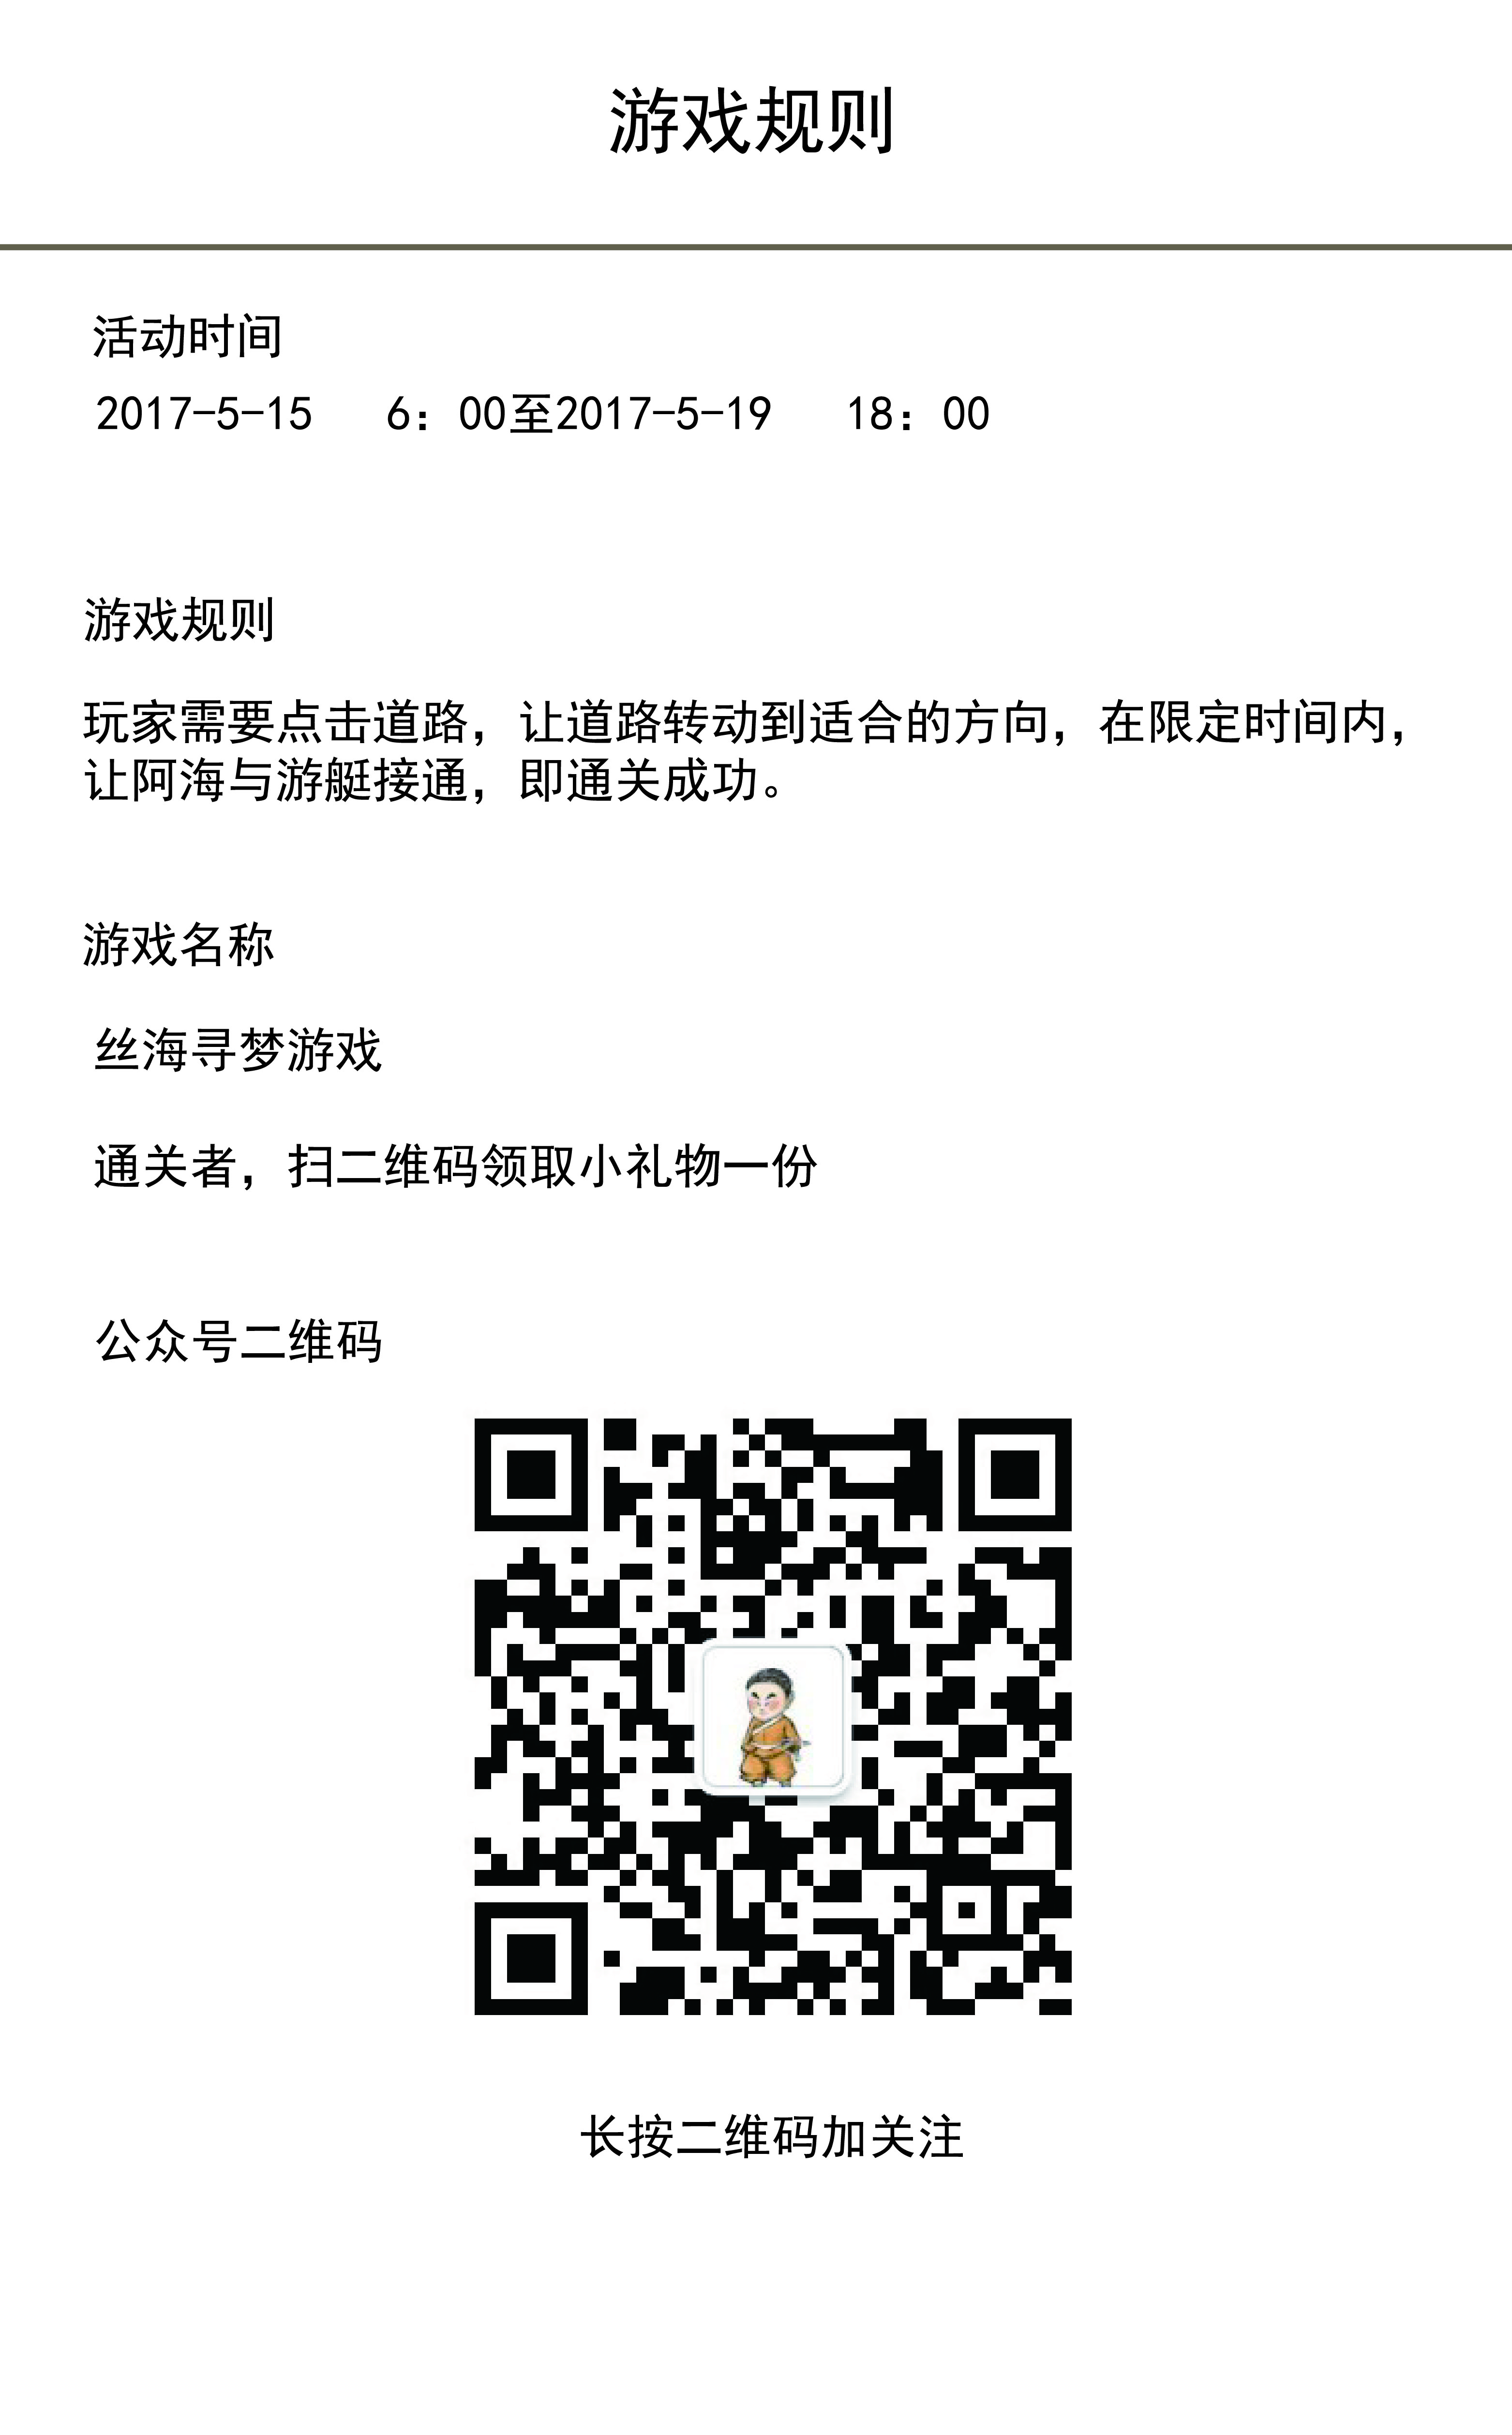 游戏规则
活动时间
2017-5-15 6：00至2017-5-19 18：00
游戏规则
玩家需要点击道路，让道路转动到适合的方向，在限定时间内，
让阿海与游艇接通，即通关成功。
游戏名称
丝海寻梦游戏
通关者，扫二维码领取小礼物一份
公众号二维码
长按二维码加关注